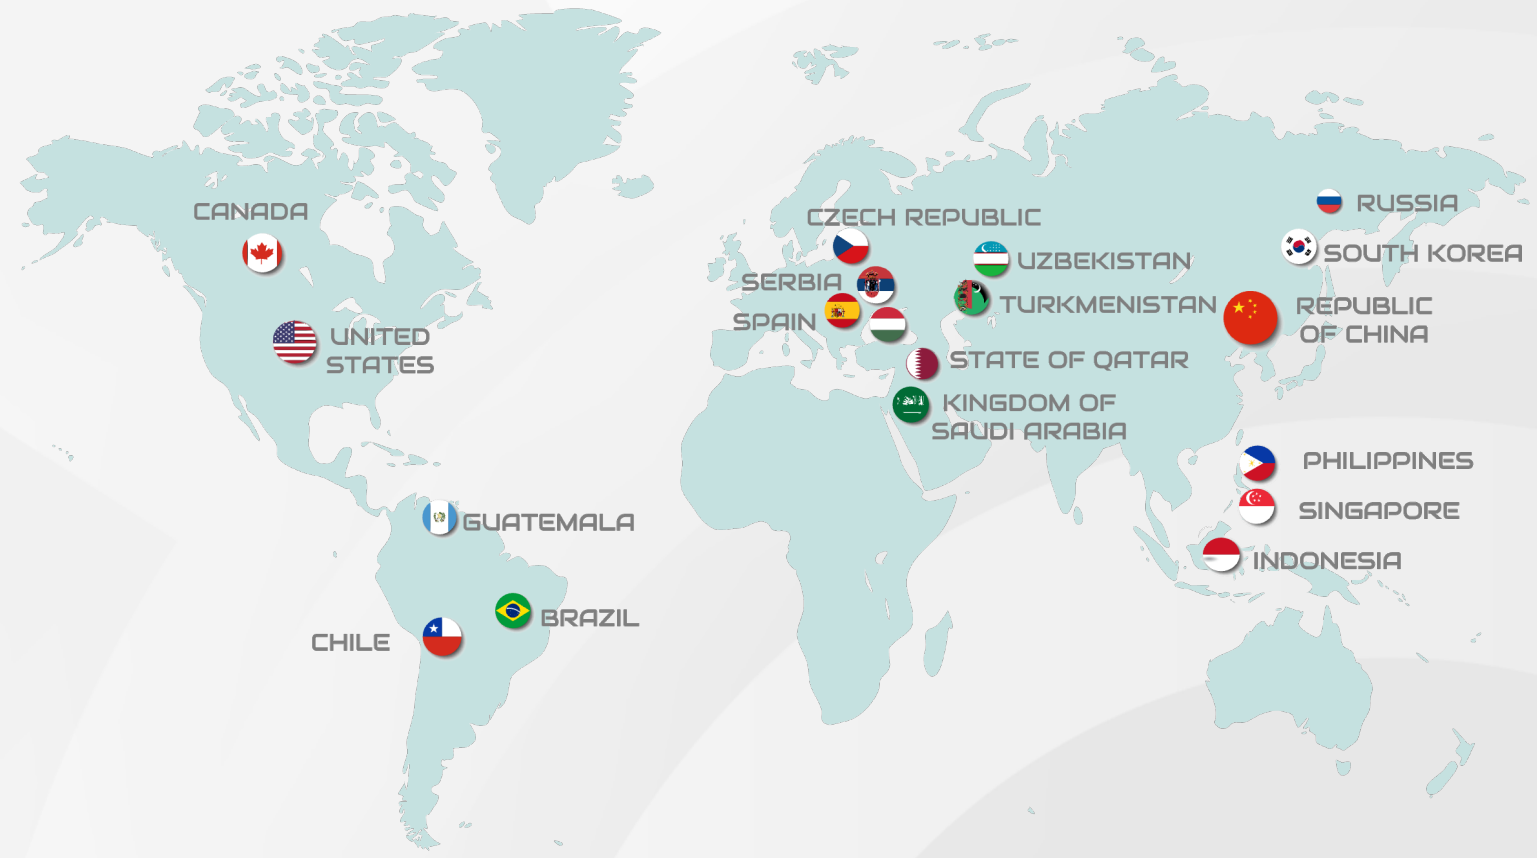 CANADA
UNITED
STATES
GUATEMALA
BRAZIL
CHILE
CZECH REPUBLIC
SERBIA
SPAIN
UZBEKISTAN
TURKMENISTAN
STATE OF QATAR
KINGDOM OF
SAUDI ARABIA
RUSSIA
SOUTH KOREA
REPUBLIC
OF CHINA
PHILIPPINES
SINGAPORE
INDONESIA